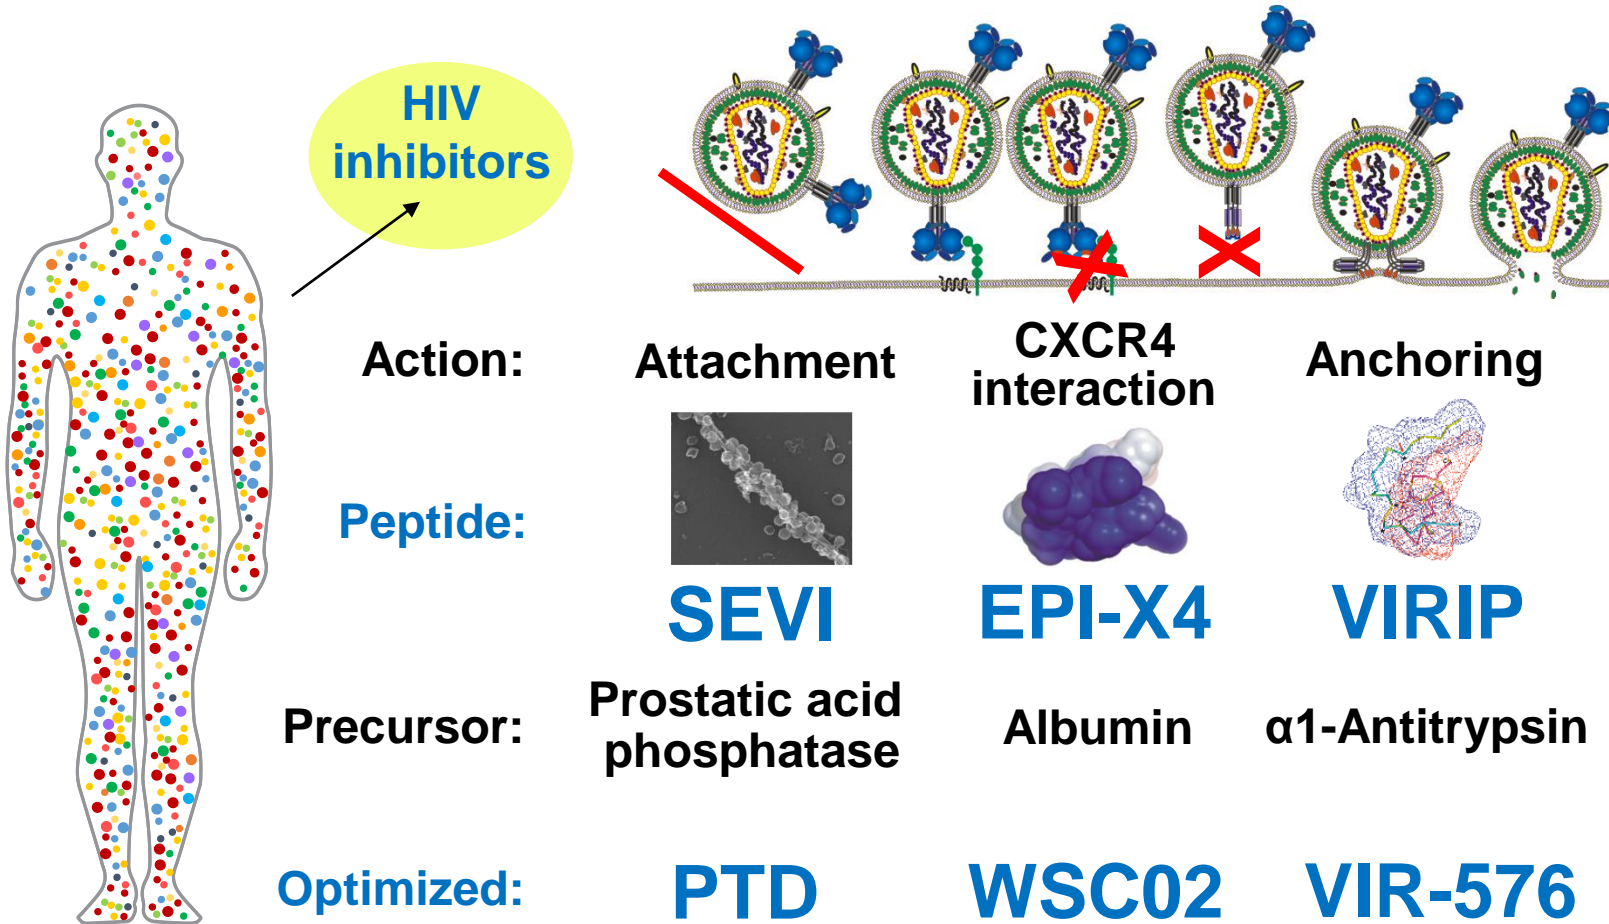 HIV
inhibitors
Action:
Attachment
CXCR4
interaction
Anchoring
Peptide:
SEVI
EPI-X4
VIRIP
Precursor:
Prostatic acid
phosphatase
Albumin
α1-Antitrypsin
Optimized:
PTD
WSC02
VIR-576